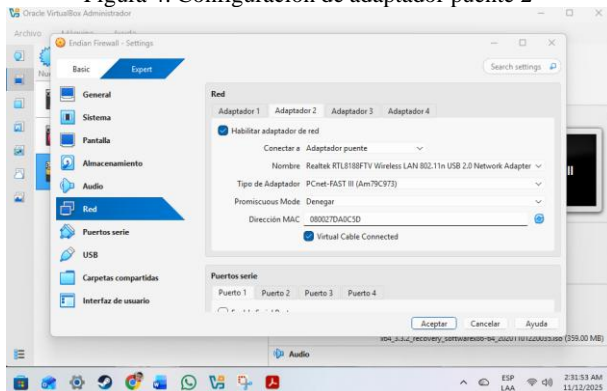 Figura 4. Configuración de adaptador puente 2
Oracle VirtualBox Administrador
Archivo
Endian Firewall - Settings
Basic
Expert
Search settings
General
Sistema
Pantalla
Almacenamiento
Audio
Red
Puertos serie
USB
Carpetas compartidas
Interfaz de usuario
Red
Adaptador 1 Adaptador 2 Adaptador 3 Adaptador 4
Habilitar adaptador de red
Conectar a Adaptador puente
Nombre Realtek RTL8188FTV Wireless LAN 802.11n USB 2.0 Network Adapter
Tipo de Adaptador PCnet-FAST III (Am79C973)
Promiscuous Mode Denegar
Dirección MAC 080027DA0C5D
Virtual Cable Connected
Puertos serie
Puerto 1 Puerto 2 Puerto 3 Puerto 4
Aceptar Cancelar Ayuda
(359.00 MB)
Audio
ESP
LAA
2:31:53 AM
11/12/2025